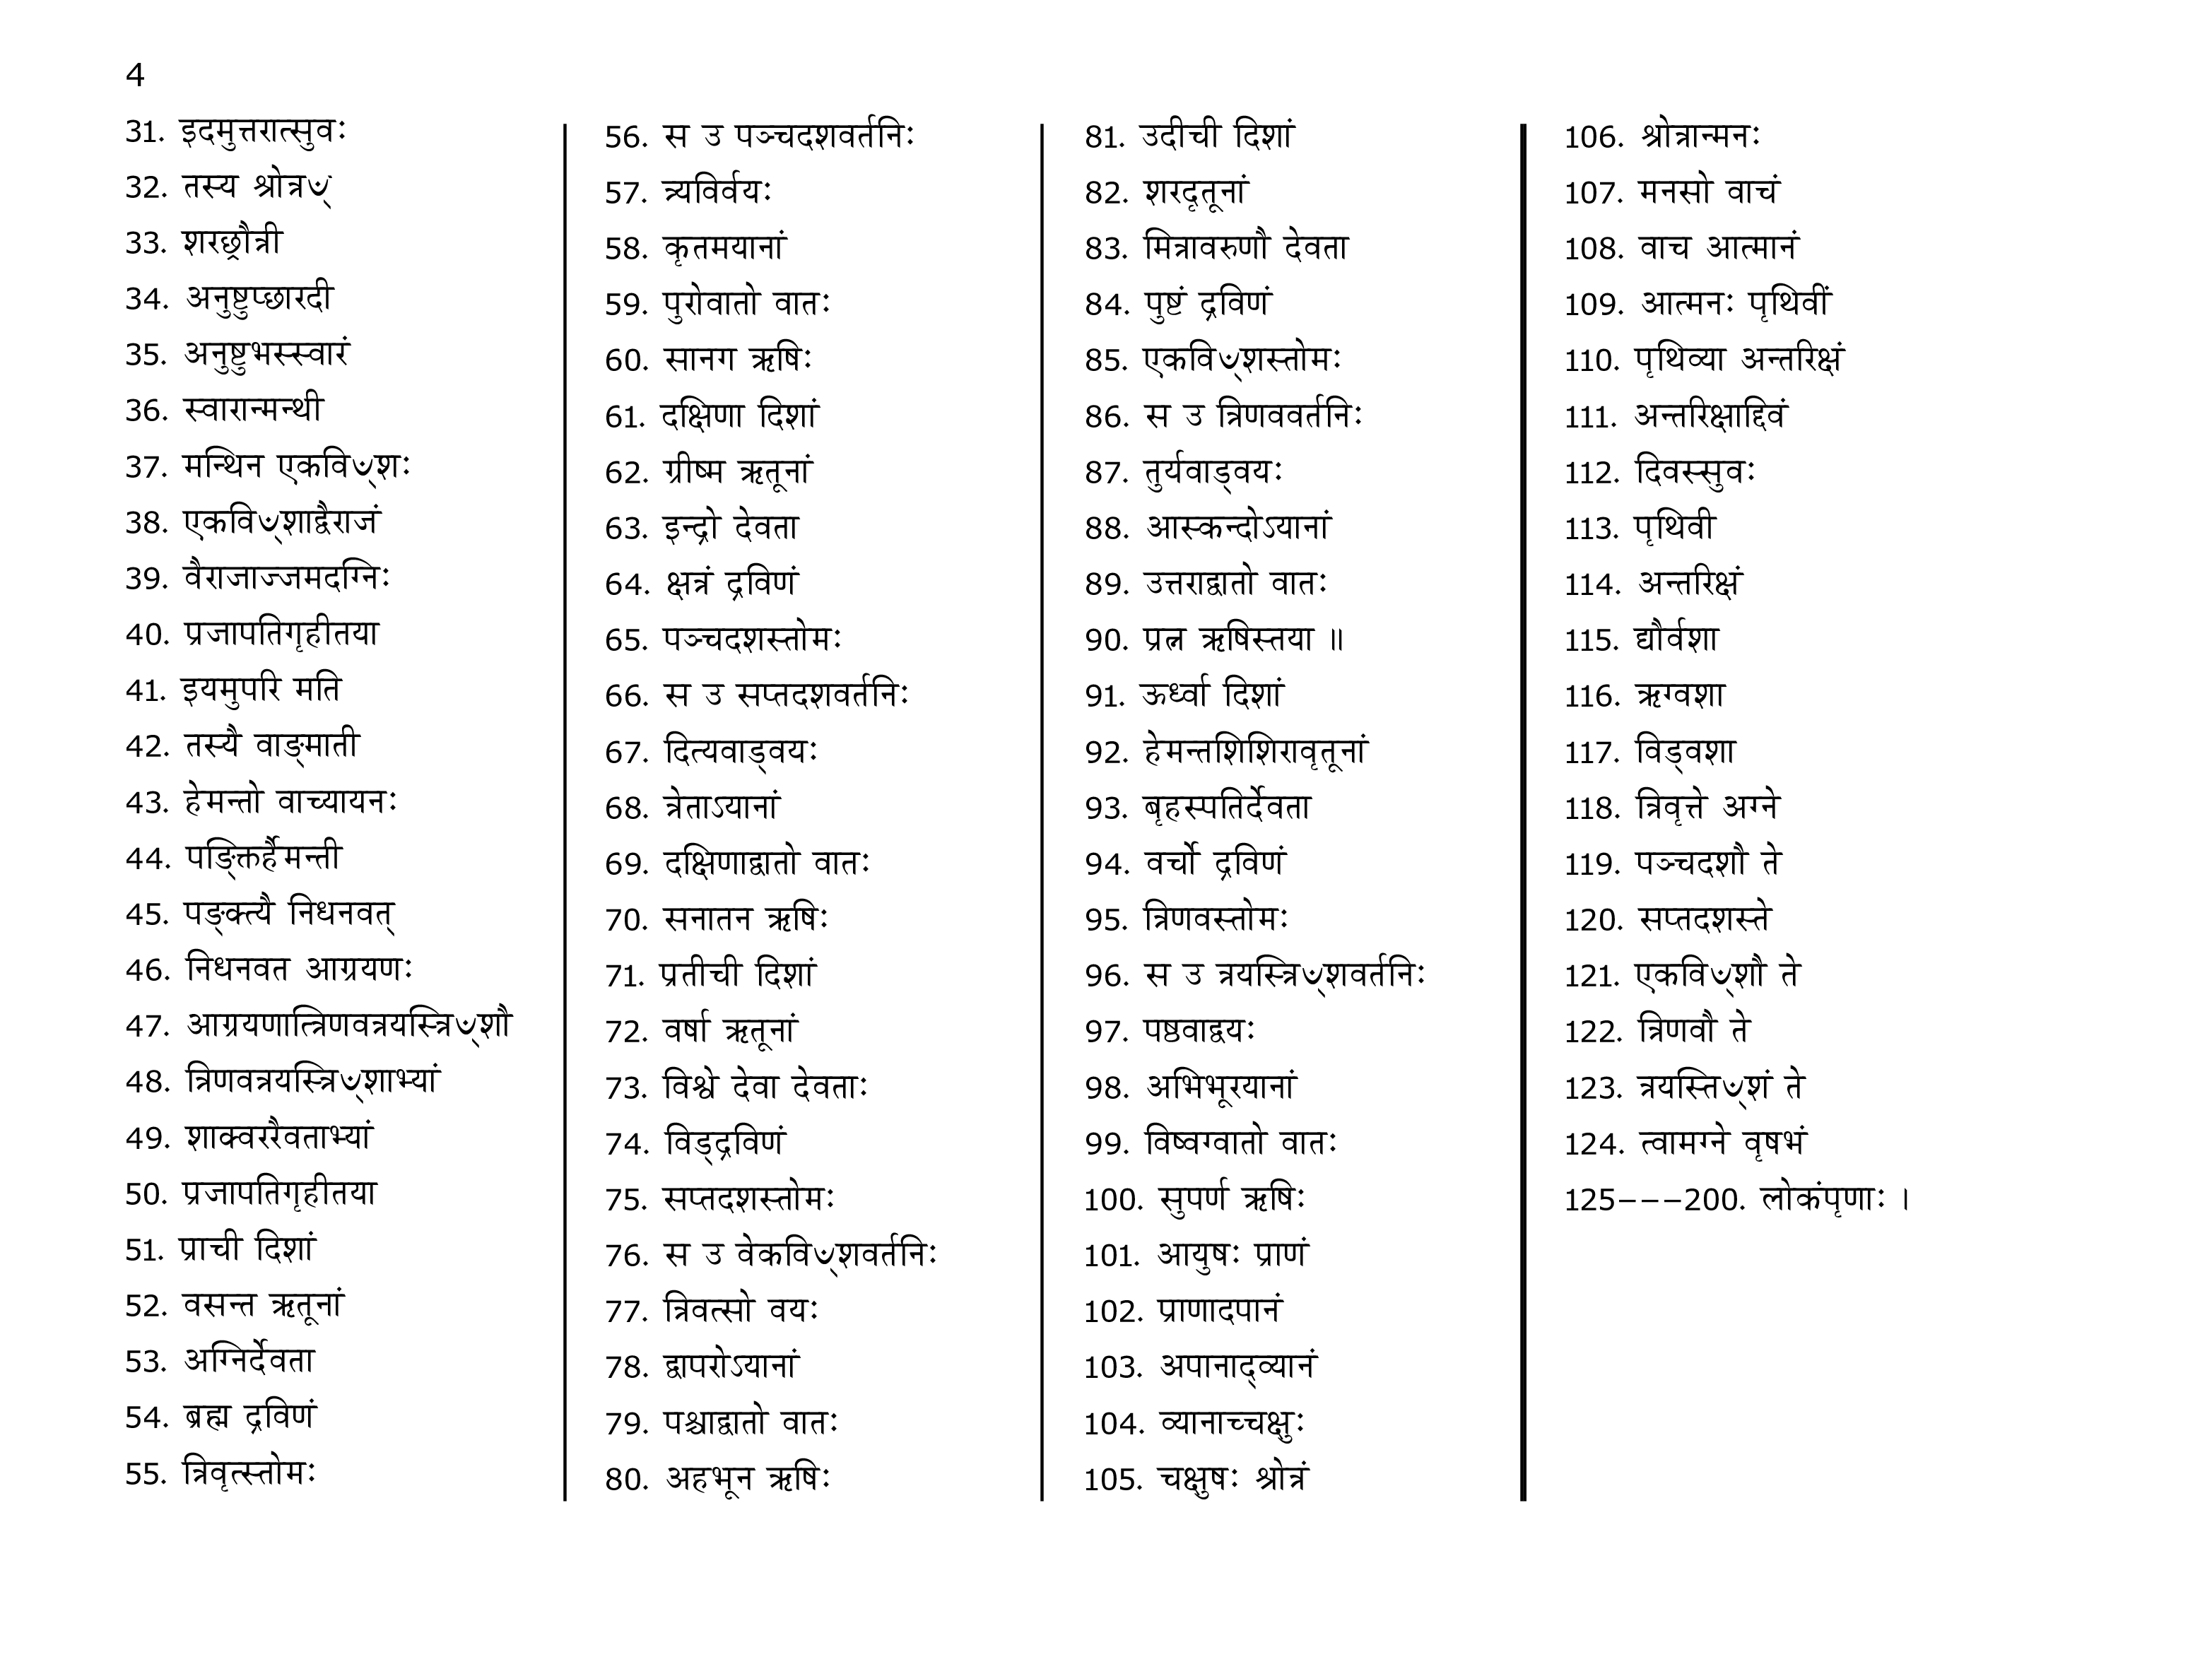 4
31. इदमुत्तरात्सुवः
32. तस्य श्रोत्रꣳ
33. शरछ्रौत्री
34. अनुष्टुप्छारदी
35. अनुष्टुभस्स्वारं
36. स्वारान्मन्थी
37. मन्थिन एकविꣳशः
38. एकविꣳशाद्वैराजं
39. वैराजाज्जमदग्निः
40. प्रजापतिगृहीतया
41. इयमुपरि मति
42. तस्यै वाङ्माती
43. हेमन्तो वाच्यायनः
44. पङ्क्तिर्हैमन्ती
45. पङ्क्त्यै निधनवत्
46. निधनवत आग्रयणः
47. आग्रयणात्त्रिणवत्रयस्त्रिꣳशौ
48. त्रिणवत्रयस्त्रिꣳशाभ्यां
49. शाक्वररैवताभ्यां
50. प्रजापतिगृहीतया
51. प्राची दिशां
52. वसन्त ऋतूनां
53. अग्निर्देवता
54. ब्रह्म द्रविणं
55. त्रिवृत्स्तोमः
56. स उ पञ्चदशवर्तनिः
57. त्र्यविर्वयः
58. कृतमयानां
59. पुरोवातो वातः
60. सानग ऋषिः
61. दक्षिणा दिशां
62. ग्रीष्म ऋतूनां
63. इन्द्रो देवता
64. क्षत्रं द्रविणं
65. पञ्चदशस्तोमः
66. स उ सप्तदशवर्तनिः
67. दित्यवाड्वयः
68. त्रेताऽयानां
69. दक्षिणाद्वातो वातः
70. सनातन ऋषिः
71. प्रतीची दिशां
72. वर्षा ऋतूनां
73. विश्वे देवा देवताः
74. विड्द्रविणं
75. सप्तदशस्तोमः
76. स उ वेकविꣳशवर्तनिः
77. त्रिवत्सो वयः
78. द्वापरोऽयानां
79. पश्चाद्वातो वातः
80. अहभून ऋषिः
81. उदीची दिशां
82. शरदृतूनां
83. मित्रावरुणौ देवता
84. पुष्टं द्रविणं
85. एकविꣳशस्तोमः
86. स उ त्रिणववर्तनिः
87. तुर्यवाड्वयः
88. आस्कन्दोऽयानां
89. उत्तराद्वातो वातः
90. प्रत्न ऋषिस्तया ॥
91. ऊर्ध्वा दिशां
92. हेमन्तशिशिरावृतूनां
93. बृहस्पतिर्देवता
94. वर्चो द्रविणं
95. त्रिणवस्तोमः
96. स उ त्रयस्त्रिꣳशवर्तनिः
97. पष्ठवाद्वयः
98. अभिभूरयानां
99. विष्वग्वातो वातः
100. सुपर्ण ऋषिः
101. आयुषः प्राणं
102. प्राणादपानं
103. अपानाद्व्यानं
104. व्यानाच्चक्षुः
105. चक्षुषः श्रोत्रं
106. श्रोत्रान्मनः
107. मनसो वाचं
108. वाच आत्मानं
109. आत्मनः पृथिवीं
110. पृथिव्या अन्तरिक्षं
111. अन्तरिक्षाद्दिवं
112. दिवस्सुवः
113. पृथिवी
114. अन्तरिक्षं
115. द्यौर्वशा
116. ऋग्वशा
117. विड्वशा
118. त्रिवृत्ते अग्ने
119. पञ्चदशौ ते
120. सप्तदशस्ते
121. एकविꣳशौ ते
122. त्रिणवौ ते
123. त्रयस्तिꣳशं ते
124. त्वामग्ने वृषभं
125–––200. लोकंपृणाः ।